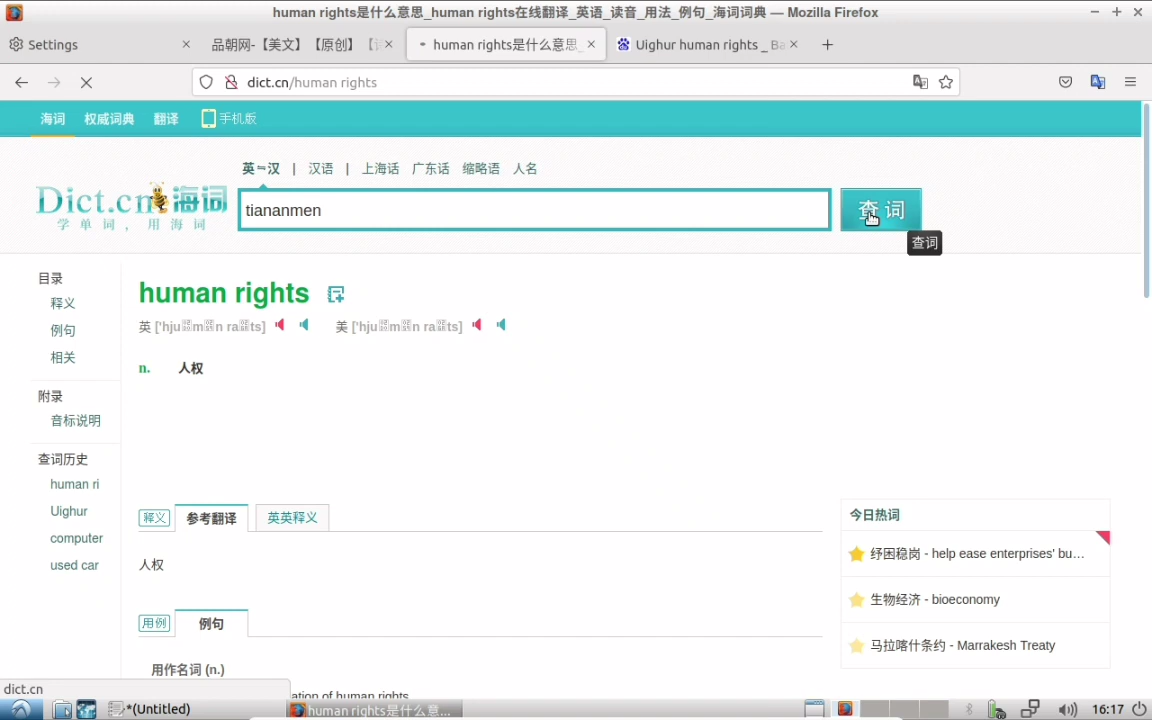 human rights是什么意思_human rights在线翻译_英语_读音_用法_例句_海词词典 — Mozilla Firefox
Settings
品朝网-【美文】【原创】
human rights是什么意思_
Uighur human rights _ Ba
dict.cn/human rights
海词 权威词典 翻译 手机版
英=汉 | 汉语 | 上海话 广东话 缩略语 人名
Dict.cn 海词
学单词，用海词
tiananmen
查词
查词
目录
释义
例句
相关
附录
音标说明
查词历史
human ri
Uighur
computer
used car
human rights
英 美
n. 人权
释义 参考翻译 英英释义
人权
用例 例句
用作名词 (n.)
ation of human rights
今日热词
纾困稳岗 - help ease enterprises' bu…
生物经济 - bioeconomy
马拉喀什条约 - Marrakesh Treaty
dict.cn
*(Untitled)
human rights是什么意...
16:17